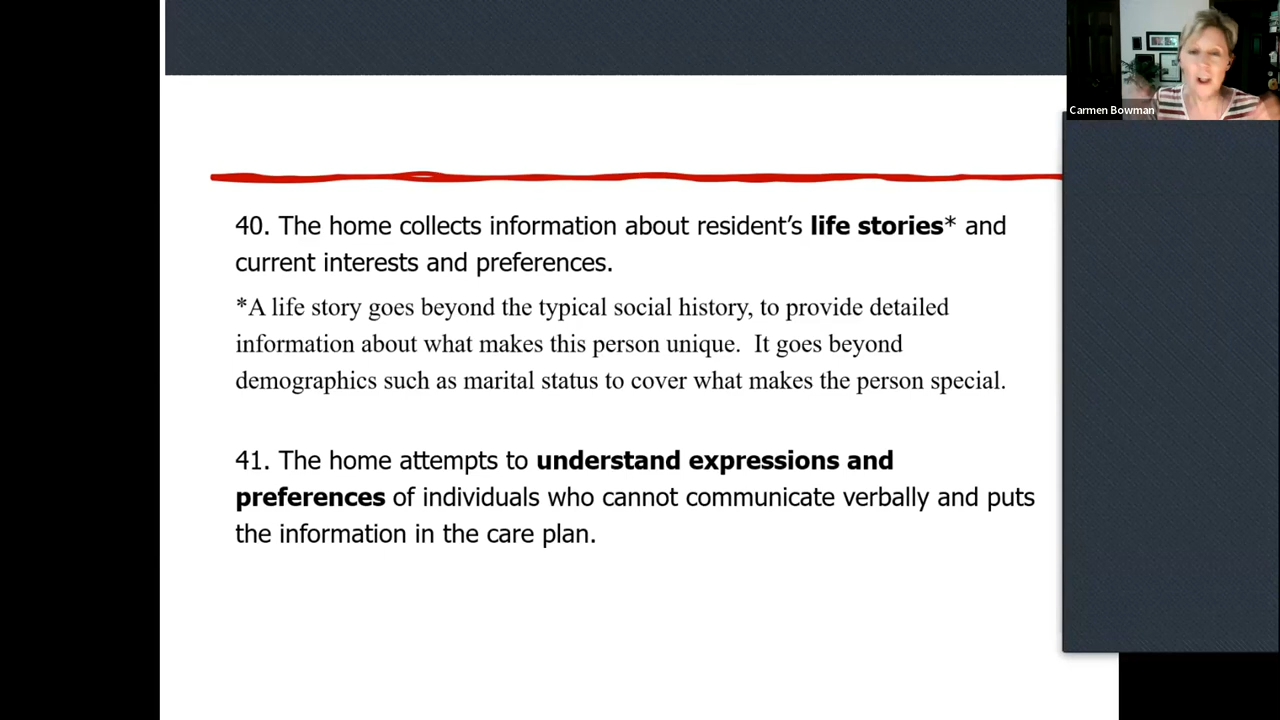 Carmen Bowman
40. The home collects information about resident’s life stories* and
current interests and preferences.
*A life story goes beyond the typical social history, to provide detailed
information about what makes this person unique.  It goes beyond
demographics such as marital status to cover what makes the person special.
41. The home attempts to understand expressions and
preferences of individuals who cannot communicate verbally and puts
the information in the care plan.